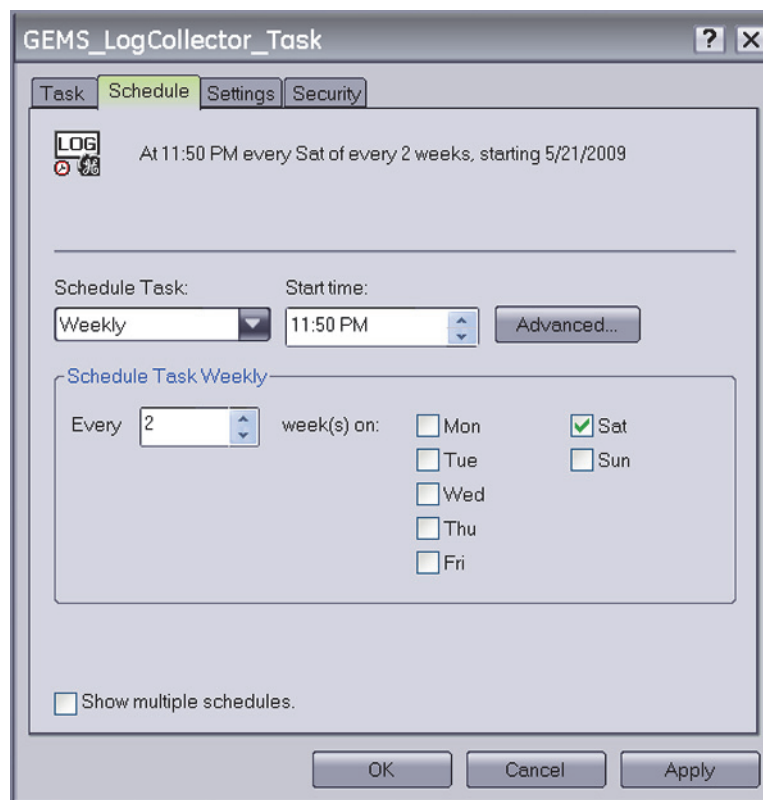 GEMS_LogCollector_Task
?
Task Schedule Settings Security
LOG
At 11:50 PM every Sat of every 2 weeks, starting 5/21/2009
Schedule Task: Start time:
Weekly 11:50 PM Advanced...
Schedule Task Weekly
Every 2 week(s) on: Mon Sat
Tue Sun
Wed
Thu
Fri
Show multiple schedules.
OK Cancel Apply